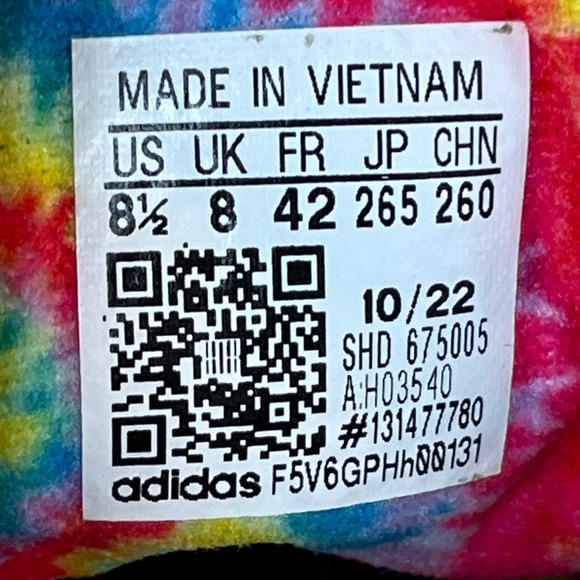 MADE IN VIETNAM
US UK FR JP CHN
8½ 8 42 265 260
10/22
SHD 675005
A:H03540
#131477780
adidas F5V6GPHh00131